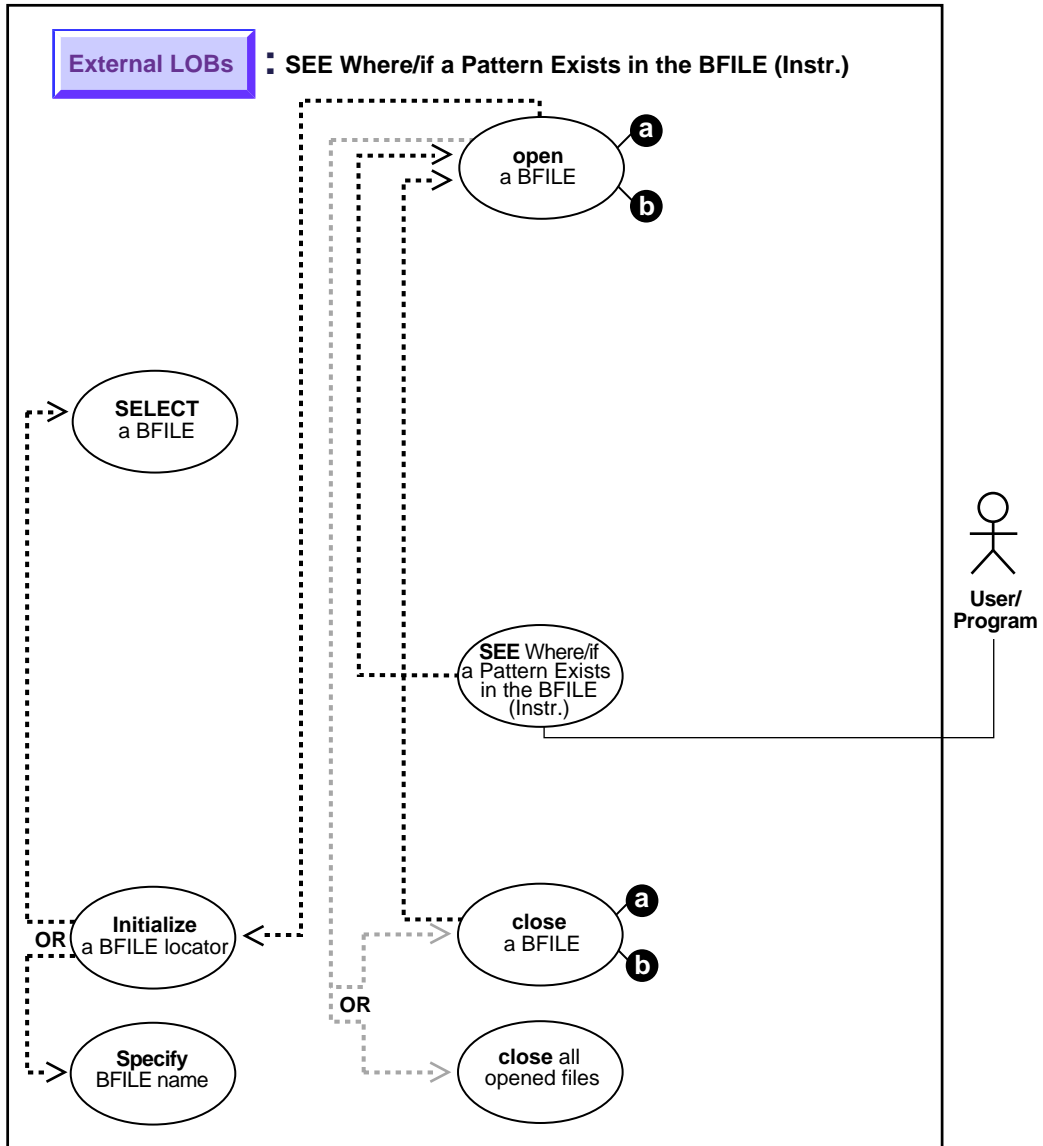 External LOBs : SEE Where/if a Pattern Exists in the BFILE (Instr.)
a
open
a BFILE
b
SELECT
a BFILE
User/
Program
SEE Where/if
a Pattern Exists
in the BFILE
(Instr.)
a
Initialize
a BFILE locator
OR
close
a BFILE
b
OR
Specify
BFILE name
close all
opened files